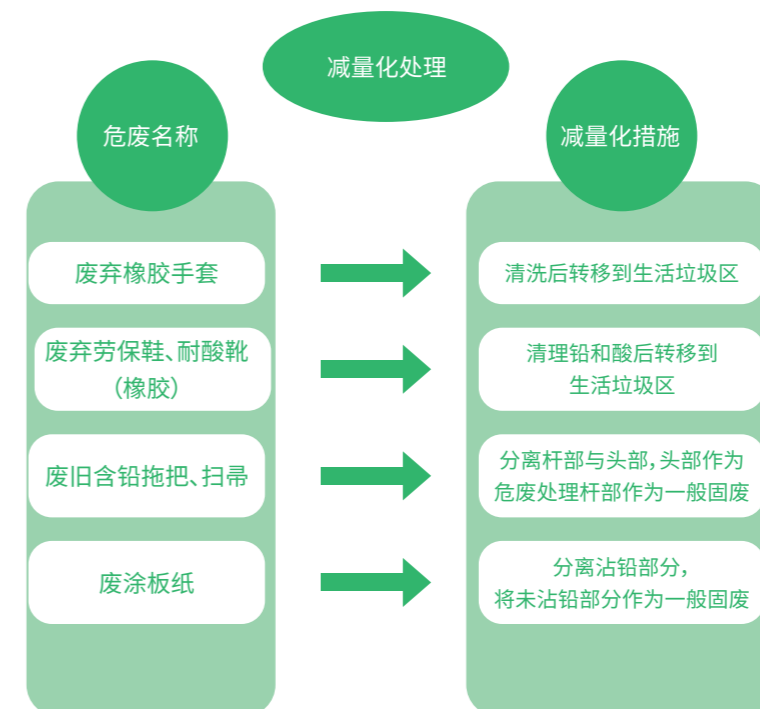 减量化处理
危废名称
减量化措施
废弃橡胶手套
清洗后转移到生活垃圾区
废弃劳保鞋、耐酸靴
（橡胶）
清理铅和酸后转移到
生活垃圾区
废旧含铅拖把、扫帚
分离杆部与头部，头部作为
危废处理杆部作为一般固废
废涂板纸
分离沾铅部分，
将未沾铅部分作为一般固废